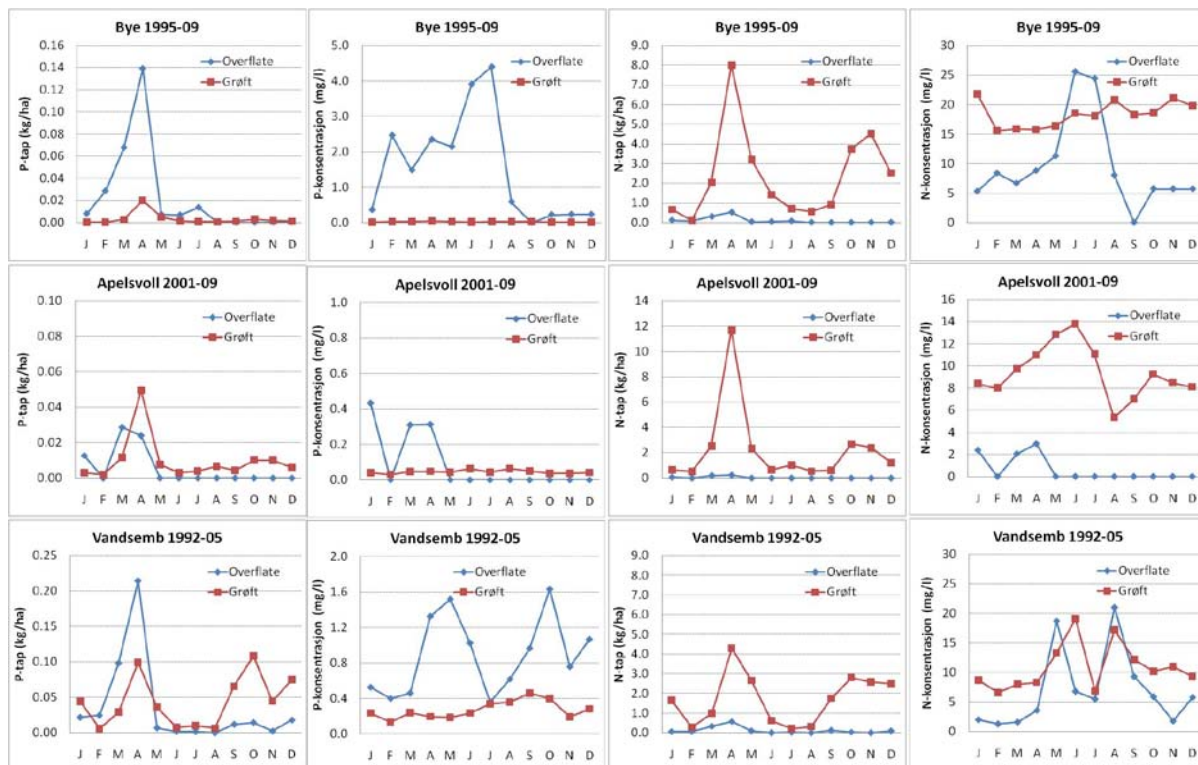 Bye 1995-09
P-tap (kg/ha)
0.16
0.14
0.12
0.10
0.08
0.06
0.04
0.02
0.00
Overflate
Grøft
J F M A M J J A S O N D
Bye 1995-09
P-konsentrasjon (mg/l)
5.0
4.0
3.0
2.0
1.0
0.0
Overflate
Grøft
J F M A M J J A S O N D
Bye 1995-09
N-tap (kg/ha)
9.0
8.0
7.0
6.0
5.0
4.0
3.0
2.0
1.0
0.0
Overflate
Grøft
J F M A M J J A S O N D
Bye 1995-09
N-konsentrasjon (mg/l)
30
25
20
15
10
5
0
Overflate
Grøft
J F M A M J J A S O N D
Apelsvoll 2001-09
P-tap (kg/ha)
0.10
0.08
0.06
0.04
0.02
0.00
Overflate
Grøft
J F M A M J J A S O N D
Apelsvoll 2001-09
P-konsentrasjon (mg/l)
1.0
0.8
0.6
0.4
0.2
0.0
Overflate
Grøft
J F M A M J J A S O N D
Apelsvoll 2001-09
N-tap (kg/ha)
14
12
10
8
6
4
2
0
Overflate
Grøft
J F M A M J J A S O N D
Apelsvoll 2001-09
N-konsentrasjon (mg/l)
16
14
12
10
8
6
4
2
0
Overflate
Grøft
J F M A M J J A S O N D
Vandsemb 1992-05
P-tap (kg/ha)
0.25
0.20
0.15
0.10
0.05
0.00
Overflate
Grøft
J F M A M J J A S O N D
Vandsemb 1992-05
P-konsentrasjon (mg/l)
2.0
1.6
1.2
0.8
0.4
0.0
Overflate
Grøft
J F M A M J J A S O N D
Vandsemb 1992-05
N-tap (kg/ha)
9.0
8.0
7.0
6.0
5.0
4.0
3.0
2.0
1.0
0.0
Overflate
Grøft
J F M A M J J A S O N D
Vandsemb 1992-05
N-konsentrasjon (mg/l)
30
25
20
15
10
5
0
Overflate
Grøft
J F M A M J J A S O N D